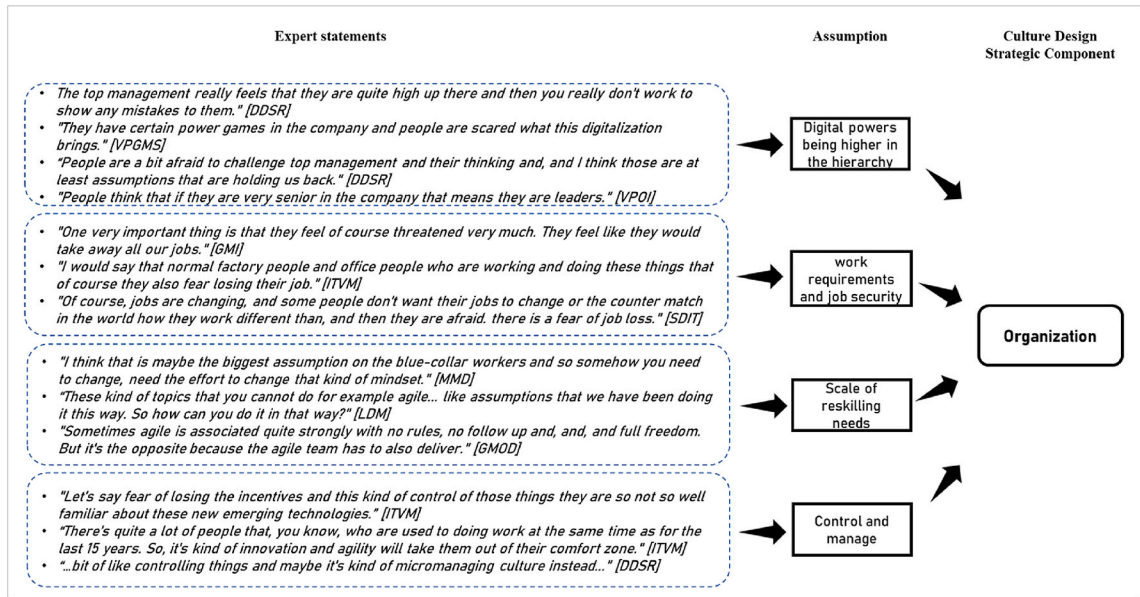 Expert statements
Assumption
Culture Design
Strategic Component
• The top management really feels that they are quite high up there and then you really don't work to
show any mistakes to them." [DDSR]
• "They have certain power games in the company and people are scared what this digitalization
brings." [VPGMS]
• "People are a bit afraid to challenge top management and their thinking and, and I think those are at
least assumptions that are holding us back." [DDSR]
• "People think that if they are very senior in the company that means they are leaders." [VPOI]
Digital powers
being higher in
the hierarchy
• "One very important thing is that they feel of course threatened very much. They feel like they would
take away all our jobs." [GMI]
• "I would say that normal factory people and office people who are working and doing these things that
of course they also fear losing their job." [ITVM]
• "Of course, jobs are changing, and some people don't want their jobs to change or the counter match
in the world how they work different than, and then they are afraid. there is a fear of job loss." [SDIT]
work
requirements
and job security
Organization
• "I think that is maybe the biggest assumption on the blue-collar workers and so somehow you need
to change, need the effort to change that kind of mindset." [MMD]
• "These kind of topics that you cannot do for example agile... like assumptions that we have been doing
it this way. So how can you do it in that way?" [LDM]
• "Sometimes agile is associated quite strongly with no rules, no follow up and, and, and full freedom.
But it's the opposite because the agile team has to also deliver." [GMOD]
Scale of
reskilling
needs
• "Let's say fear of losing the incentives and this kind of control of those things they are so not so well
familiar about these new emerging technologies." [ITVM]
• "There's quite a lot of people that, you know, who are used to doing work at the same time as for the
last 15 years. So, it's kind of innovation and agility will take them out of their comfort zone." [ITVM]
• "...bit of like controlling things and maybe it's kind of micromanaging culture instead..." [DDSR]
Control and
manage